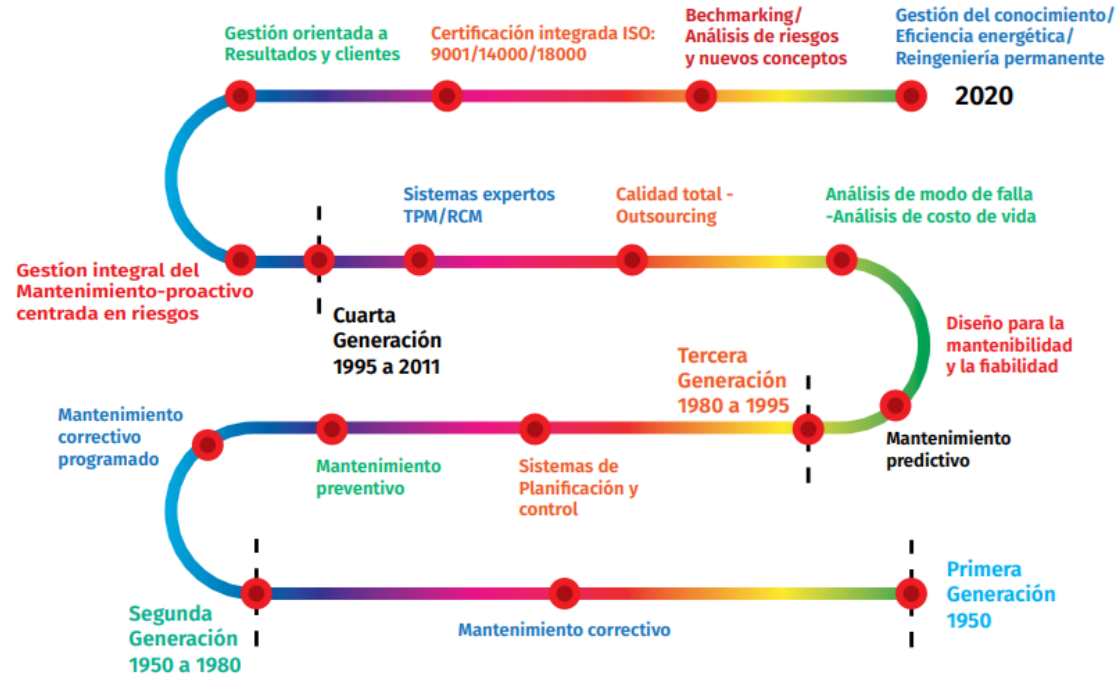 Gestión orientada a
Resultados y clientes
Certificación integrada ISO:
9001/14000/18000
Bechmarking/
Análisis de riesgos
y nuevos conceptos
Gestión del conocimiento/
Eficiencia energética/
Reingeniería permanente
2020
Sistemas expertos
TPM/RCM
Calidad total -
Outsourcing
Análisis de modo de falla
-Análisis de costo de vida
Gestíon integral del
Mantenimiento-proactivo
centrada en riesgos
Cuarta
Generación
1995 a 2011
Diseño para la
mantenibilidad
y la fiabilidad
Tercera
Generación
1980 a 1995
Mantenimiento
correctivo
programado
Mantenimiento
preventivo
Sistemas de
Planificación y
control
Mantenimiento
predictivo
Segunda
Generación
1950 a 1980
Mantenimiento correctivo
Primera
Generación
1950